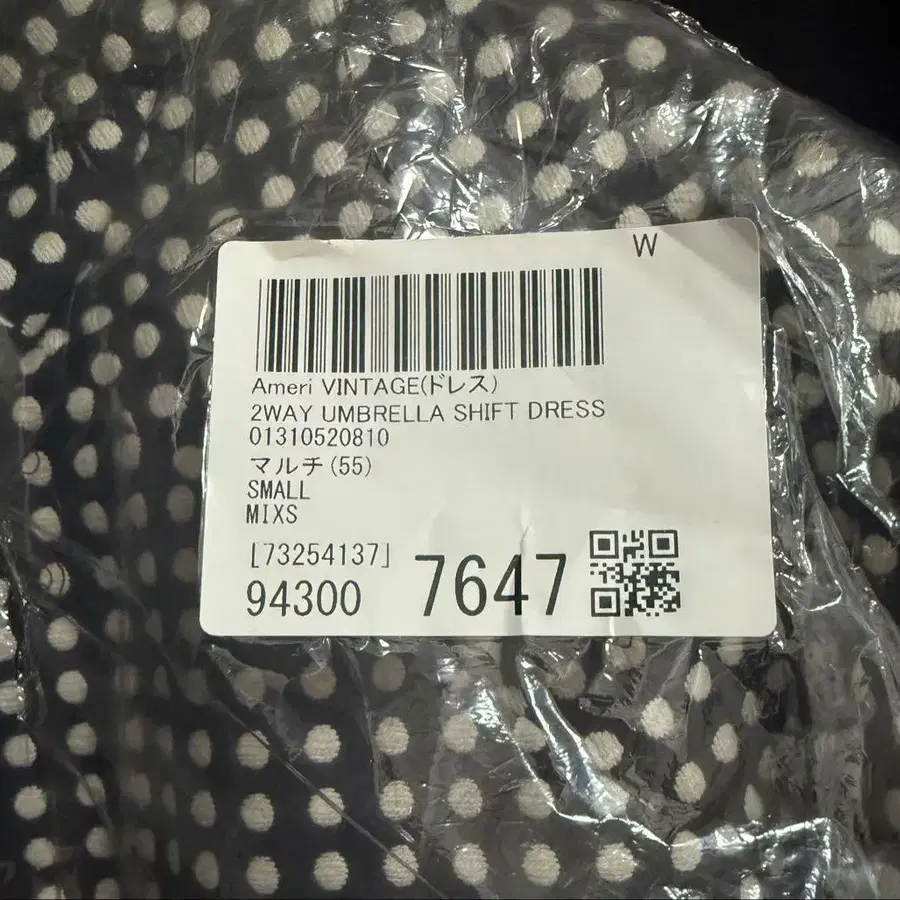 W
Ameri VINTAGE(ドレス)
2WAY UMBRELLA SHIFT DRESS
01310520810
マルチ(55)
SMALL
MIXS
[73254137]
94300 7647